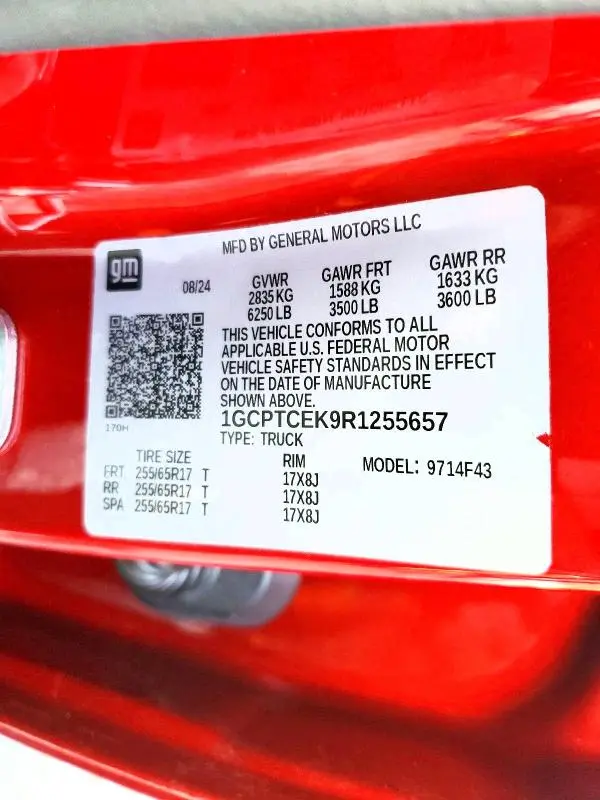 MFD BY GENERAL MOTORS LLC
gm
08/24
GVWR GAWR FRT GAWR RR
2835 KG 1588 KG 1633 KG
6250 LB 3500 LB 3600 LB
THIS VEHICLE CONFORMS TO ALL
APPLICABLE U.S. FEDERAL MOTOR
VEHICLE SAFETY STANDARDS IN EFFECT
ON THE DATE OF MANUFACTURE
SHOWN ABOVE.
170H
1GCPTCEK9R1255657
TYPE: TRUCK
TIRE SIZE RIM MODEL: 9714F43
FRT 255/65R17 T 17X8J
RR 255/65R17 T 17X8J
SPA 255/65R17 T 17X8J